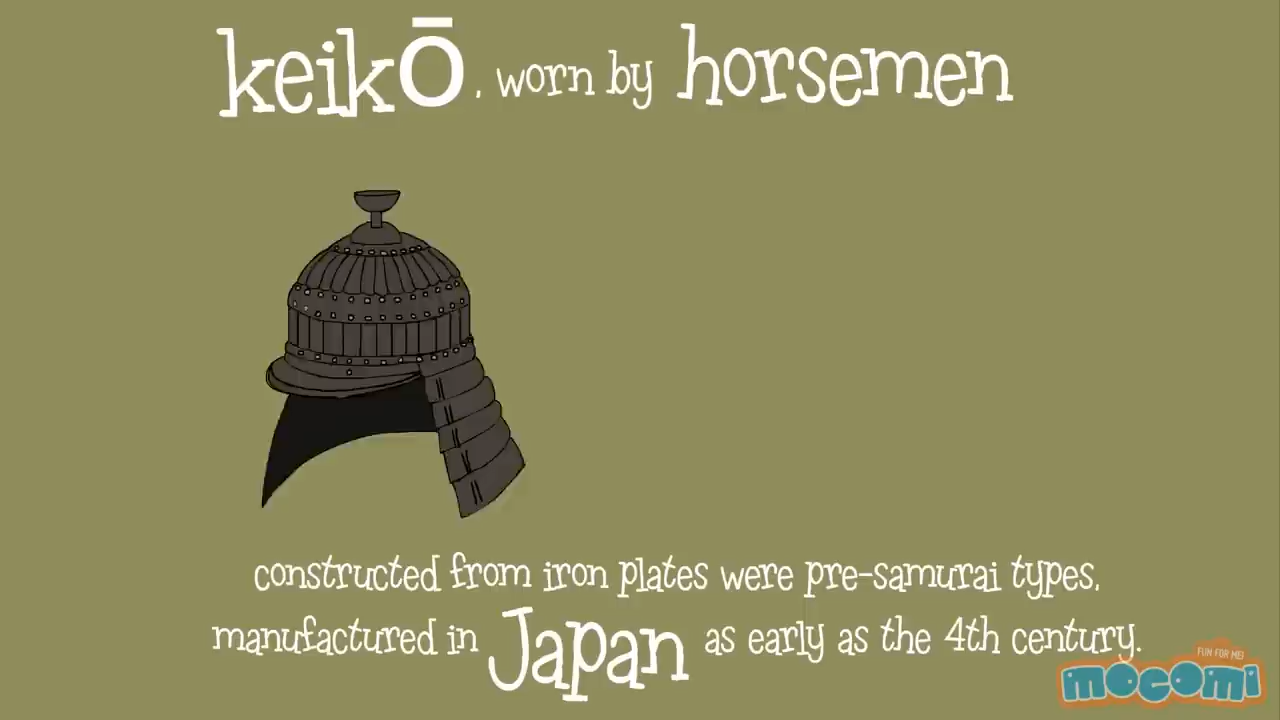 keikō, worn by horsemen
constructed from iron plates were pre-samurai types,
manufactured in Japan as early as the 4th century.
FUN FOR ME!
mocomi